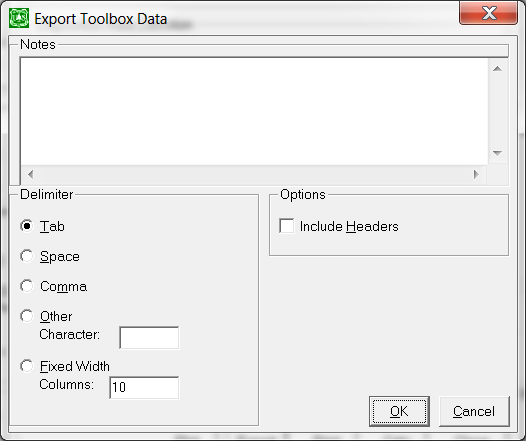 Export Toolbox Data
Notes
Delimiter
Tab
Space
Comma
Other
Character:
Fixed Width
Columns: 10
Options
Include Headers
OK
Cancel